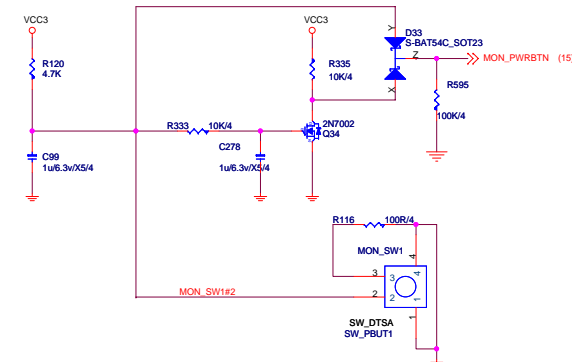 VCC3
VCC3
Y
D33
S-BAT54C_SOT23
Z
MON_PWRBTN (15)
X
R120
4.7K
R335
10K/4
R595
100K/4
R333 10K/4
2N7002
Q34
C99
1u/6.3v/X5/4
C278
1u/6.3v/X5/4
R116 100R/4
MON_SW1
4
4
3
3
2
2
1
1
MON_SW1#2
SW_DTSA
SW_PBUT1